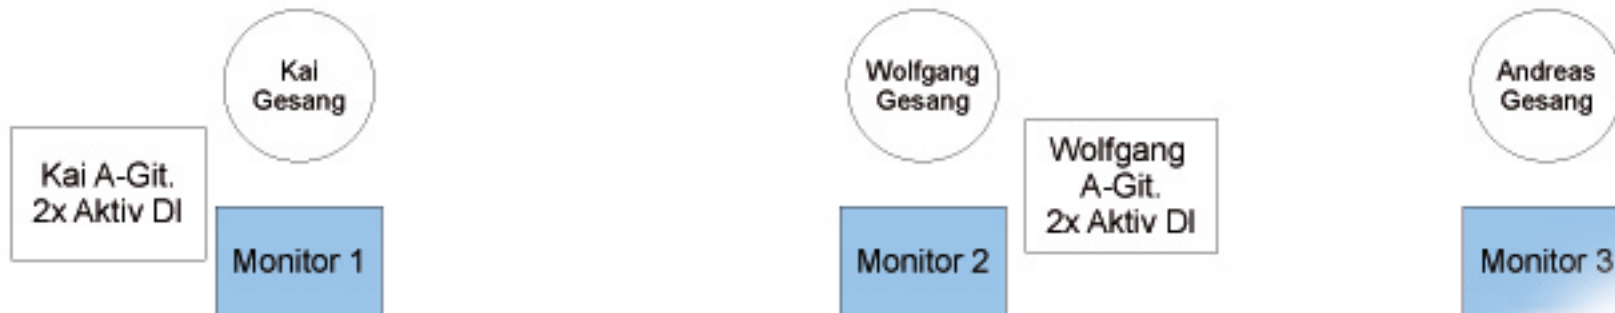 Kai
Gesang
Wolfgang
Gesang
Andreas
Gesang
Kai A-Git.
2x Aktiv DI
Wolfgang
A-Git.
2x Aktiv DI
Monitor 1
Monitor 2
Monitor 3